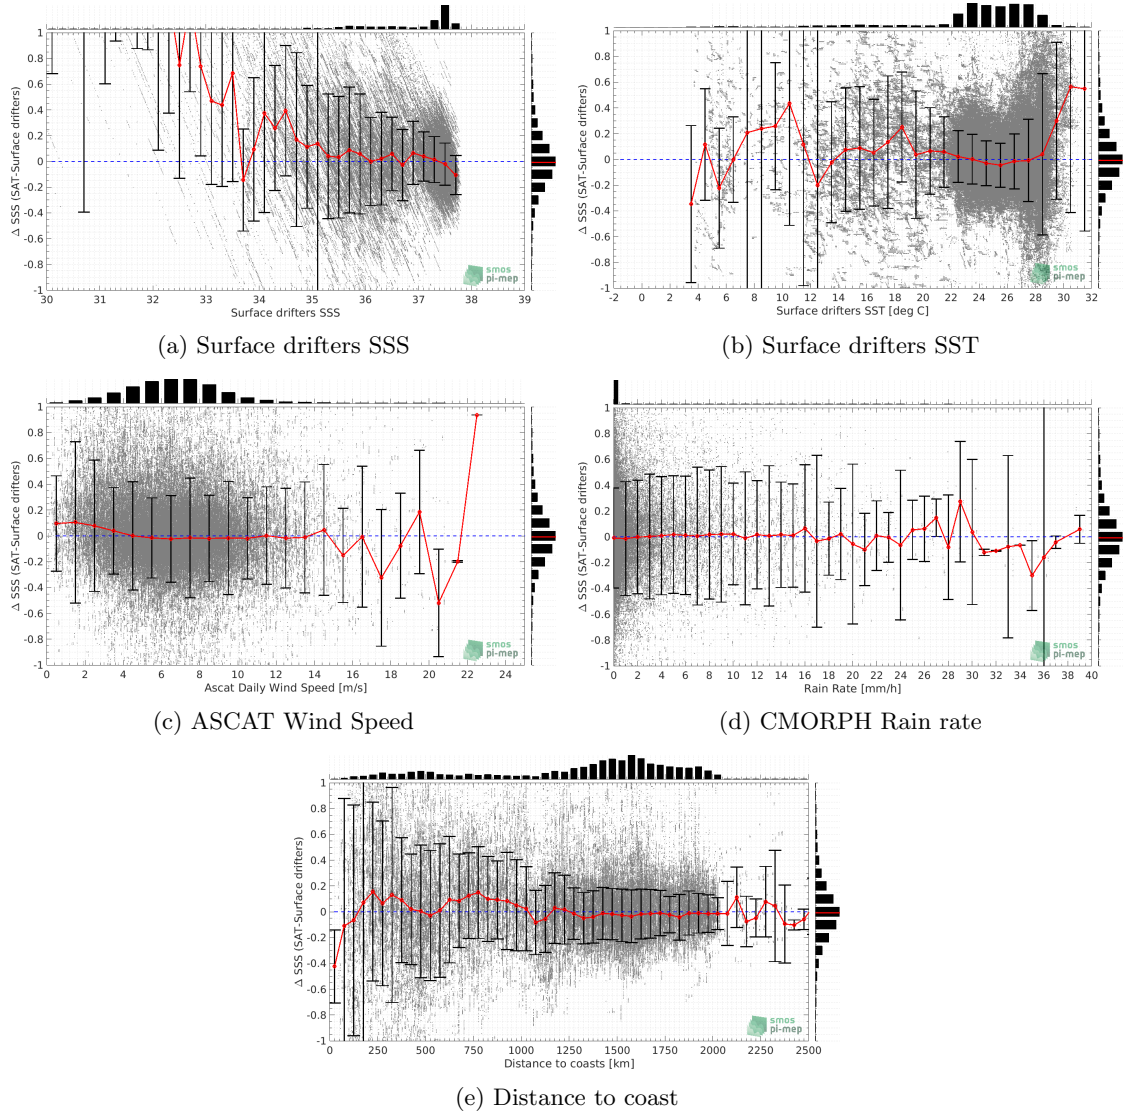 1
0.8
0.6
0.4
0.2
0
-0.2
-0.4
-0.6
-0.8
-1
Δ SSS (SAT-Surface drifters)
30 31 32 33 34 35 36 37 38 39
Surface drifters SSS
smos
pi-mep
(a) Surface drifters SSS
1
0.8
0.6
0.4
0.2
0
-0.2
-0.4
-0.6
-0.8
-1
Δ SSS (SAT-Surface drifters)
-2 0 2 4 6 8 10 12 14 16 18 20 22 24 26 28 30 32
Surface drifters SST [deg C]
smos
pi-mep
(b) Surface drifters SST
1
0.8
0.6
0.4
0.2
0
-0.2
-0.4
-0.6
-0.8
-1
Δ SSS (SAT-Surface drifters)
0 2 4 6 8 10 12 14 16 18 20 22 24
Ascat Daily Wind Speed [m/s]
smos
pi-mep
(c) ASCAT Wind Speed
1
0.8
0.6
0.4
0.2
0
-0.2
-0.4
-0.6
-0.8
-1
Δ SSS (SAT-Surface drifters)
0 2 4 6 8 10 12 14 16 18 20 22 24 26 28 30 32 34 36 38 40
Rain Rate [mm/h]
smos
pi-mep
(d) CMORPH Rain rate
1
0.8
0.6
0.4
0.2
0
-0.2
-0.4
-0.6
-0.8
-1
Δ SSS (SAT-Surface drifters)
0 250 500 750 1000 1250 1500 1750 2000 2250 2500
Distance to coasts [km]
smos
pi-mep
(e) Distance to coast